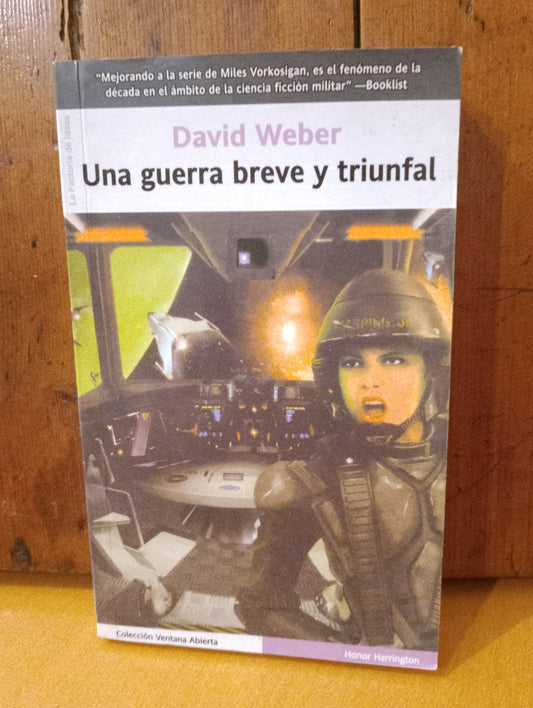 “Mejorando a la serie de Miles Vorkosigan, es el fenómeno de la
década en el ámbito de la ciencia ficción militar” —Booklist
La Factoría de Ideas
David Weber
Una guerra breve y triunfal
Colección Ventana Abierta
Honor Harrington